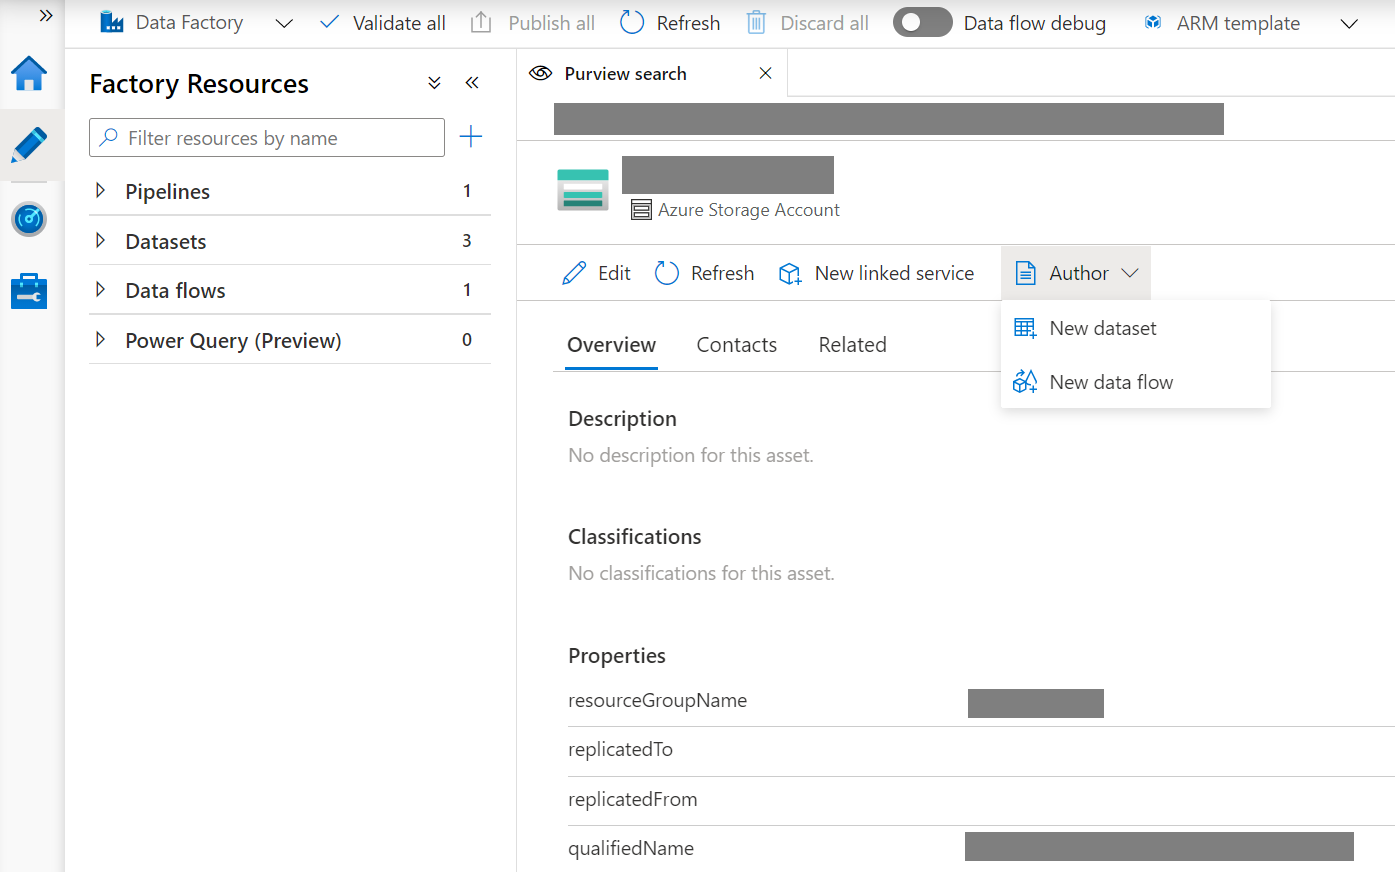 Data Factory Validate all Publish all Refresh Discard all Data flow debug ARM template
Factory Resources
Filter resources by name
Pipelines 1
Datasets 3
Data flows 1
Power Query (Preview) 0
Purview search
Azure Storage Account
Edit Refresh New linked service Author
New dataset
New data flow
Overview Contacts Related
Description
No description for this asset.
Classifications
No classifications for this asset.
Properties
resourceGroupName
replicatedTo
replicatedFrom
qualifiedName